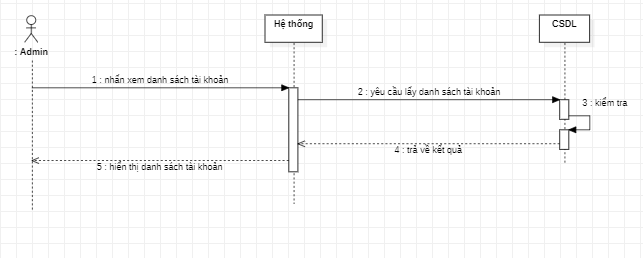 Hệ thống
CSDL
: Admin
1 : nhấn xem danh sách tài khoản
2 : yêu cầu lấy danh sách tài khoản
3 : kiểm tra
4 : trả về kết quả
5 : hiển thị danh sách tài khoản